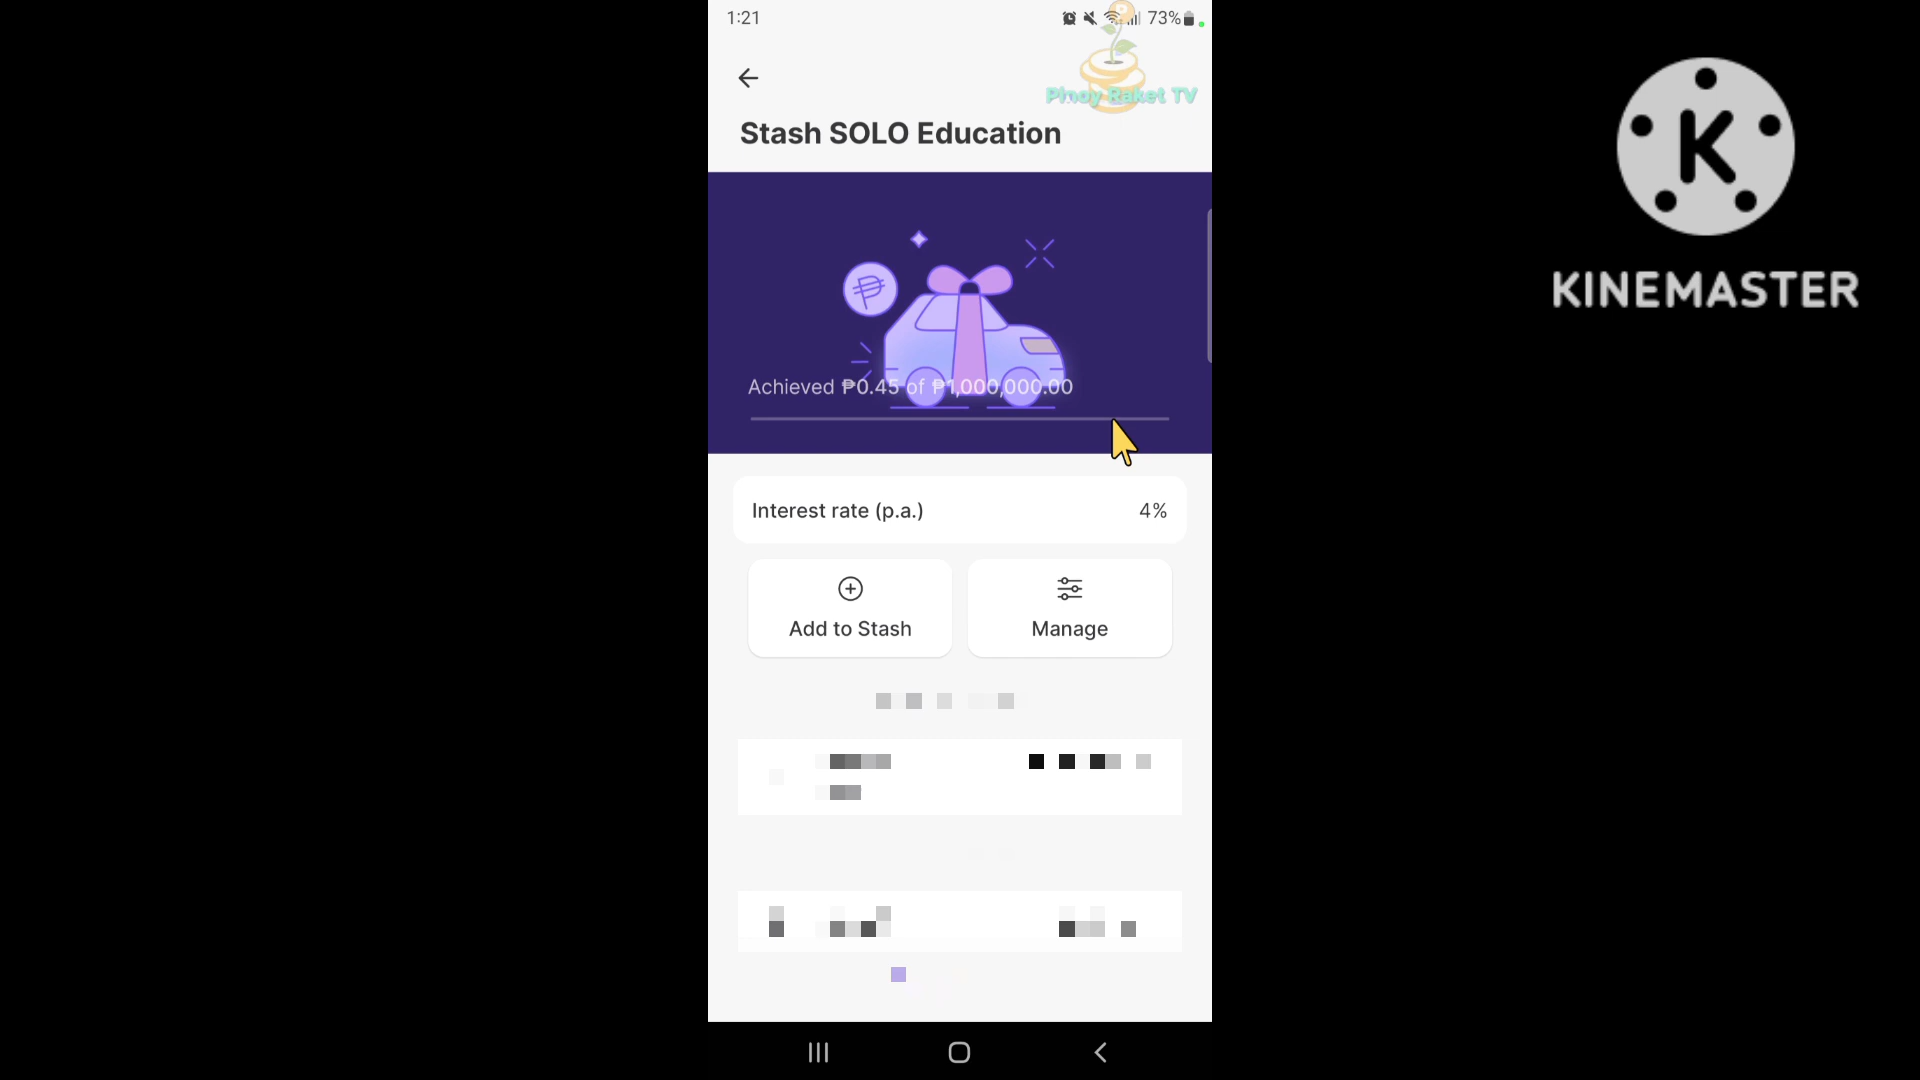 1:21
73%
Pinoy Raket TV
Stash SOLO Education
Achieved ₱0.45 of ₱1,000,000.00
Interest rate (p.a.) 4%
Add to Stash Manage
K
KINEMASTER